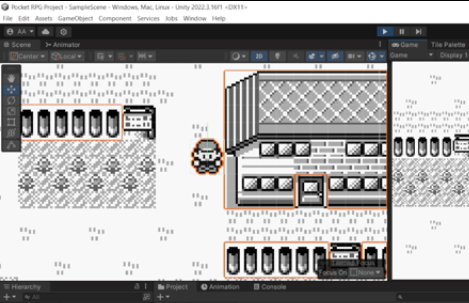 Pocket RPG Project - SampleScene - Windows, Mac, Linux - Unity 2022.3.16f1 <DX11>
File Edit Assets GameObject Component Services Jobs Window Help
AA
Scene Animator
Game Tile Palette
Center Local
2D
Game Display 1
Focus On None
Hierarchy
Project Animation Console
All